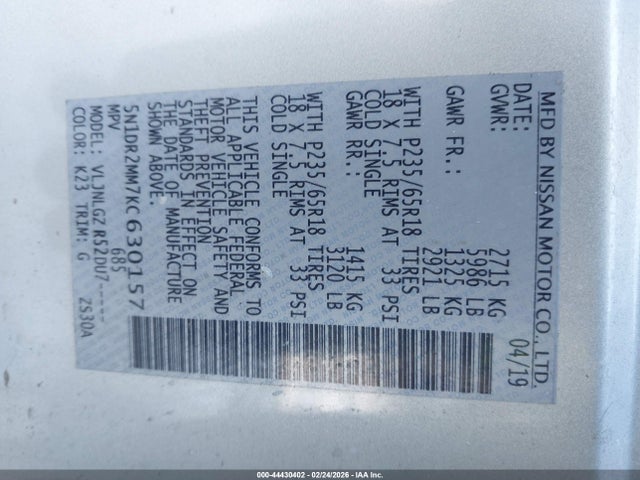 MFD BY NISSAN MOTOR CO., LTD.
DATE: 04/19
GVWR: 2715 KG
5986 LB
GAWR FR.: 1325 KG
2921 LB
WITH P235/65R18 TIRES
18 X 7.5 RIMS AT 33 PSI
COLD SINGLE
GAWR RR.: 1415 KG
3120 LB
WITH P235/65R18 TIRES
18 X 7.5 RIMS AT 33 PSI
COLD SINGLE
THIS VEHICLE CONFORMS TO
ALL APPLICABLE FEDERAL
MOTOR VEHICLE SAFETY AND
THEFT PREVENTION
STANDARDS IN EFFECT ON
THE DATE OF MANUFACTURE
SHOWN ABOVE.
5N1DR2MM7KC630157
MPV 685
MODEL: VLJNLGZ R52DU7----
COLOR: K23 TRIM: G 2S30A
000-44430402 - 02/24/2026 - IAA Inc.